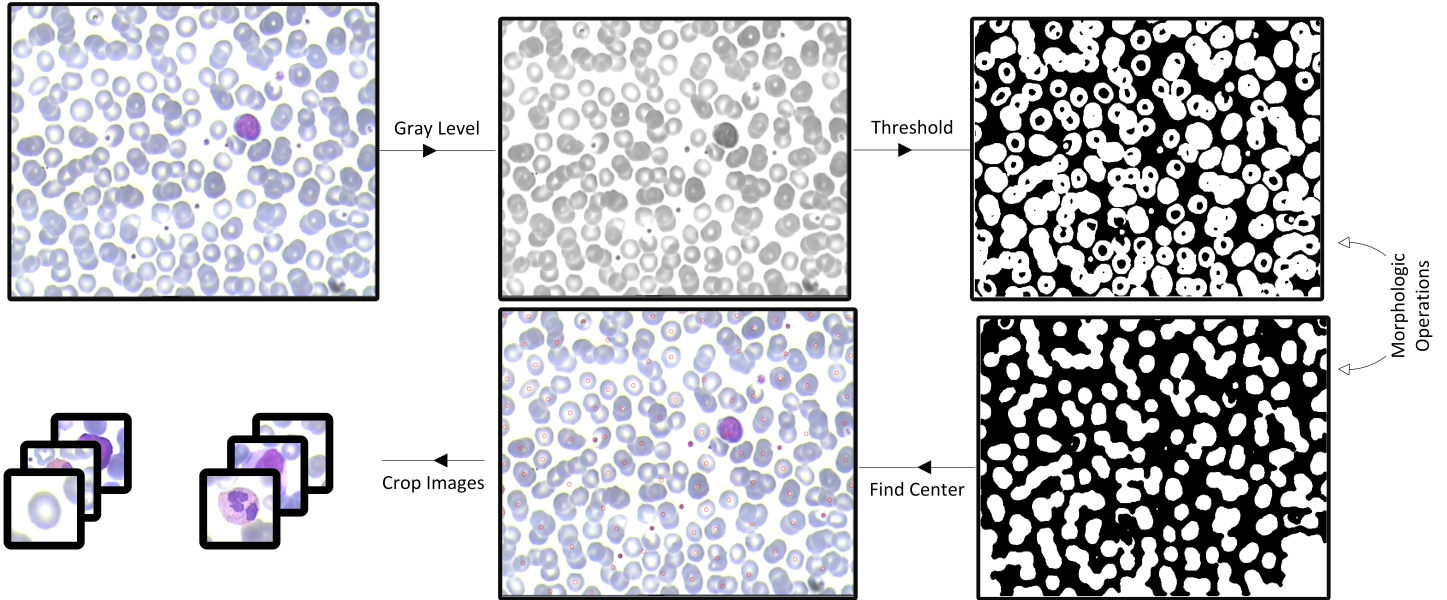 Gray Level
Threshold
Morphologic
Operations
Find Center
Crop Images